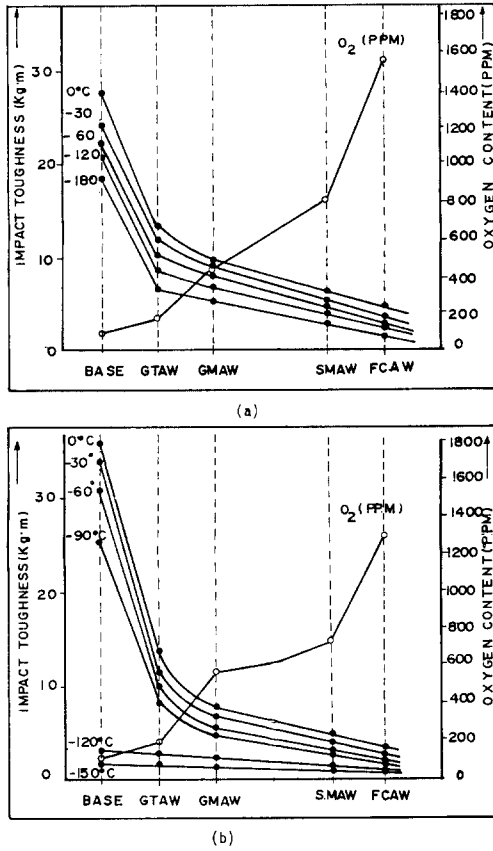 IMPACT TOUGHNESS (Kg·m)
30
20
10
0
0°C
-30
-60
-120
-180
O₂ (PPM)
1800
1600
1400
1200
1000
800
600
400
200
0
OXYGEN CONTENT(PPM)
BASE GTAW GMAW SMAW FCAW
(a)
IMPACT TOUGHNESS (Kg·m)
30
20
10
0
0°C
-30°
-60°
-90°C
-120°C
-150°C
O₂(PPM)
1800
1600
1400
1200
1000
800
600
400
200
0
OXYGEN CONTENT(PPM)
BASE GTAW GMAW S.MAW FCAW
(b)